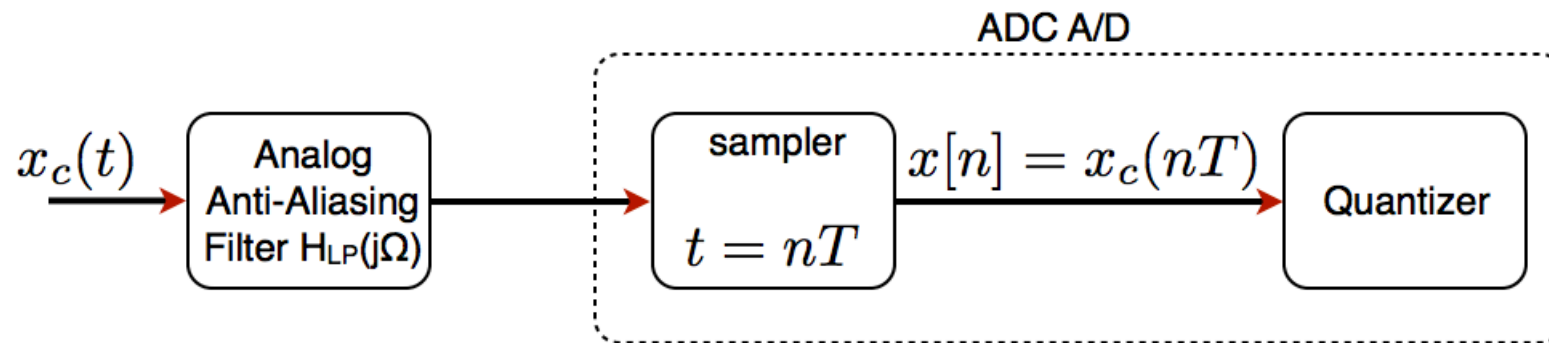 ADC A/D
x_c(t)
Analog
Anti-Aliasing
Filter H_LP(jΩ)
sampler
t = nT
x[n] = x_c(nT)
Quantizer